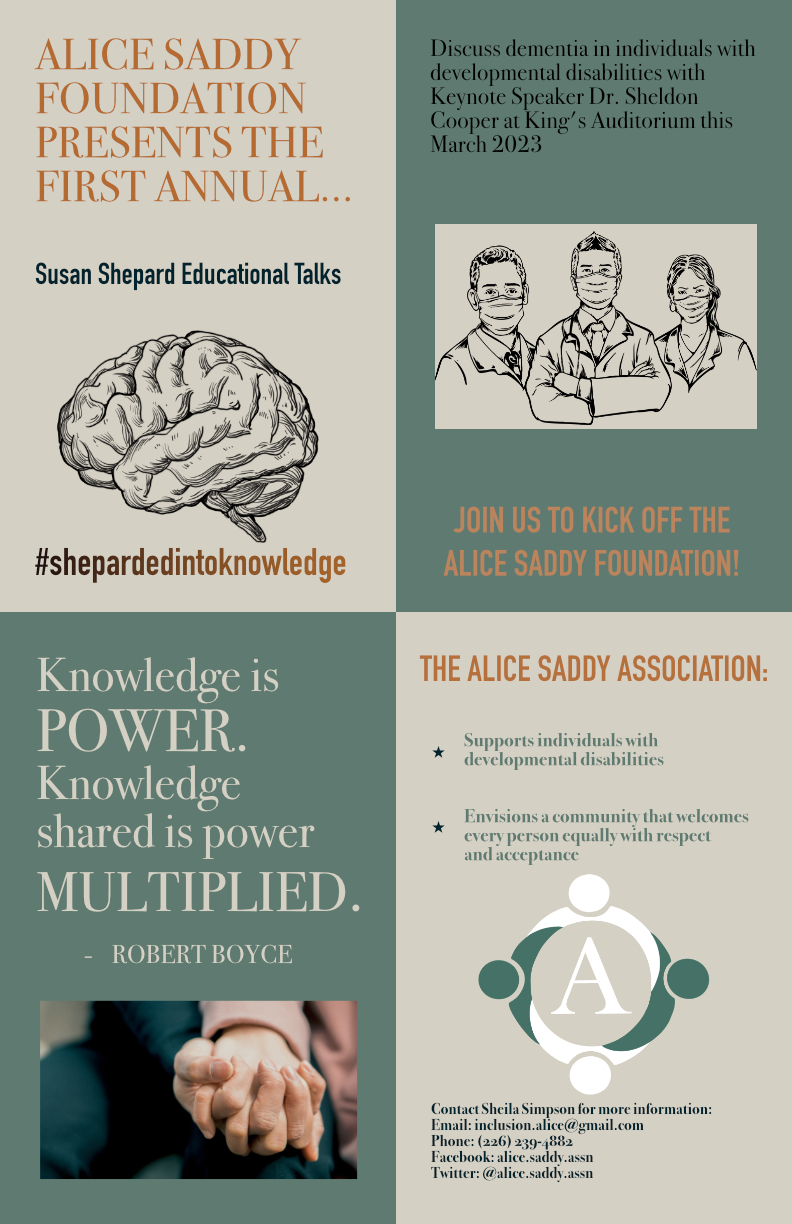 ALICE SADDY
FOUNDATION
PRESENTS THE
FIRST ANNUAL...
Susan Shepard Educational Talks
#shepardedintoknowledge
Discuss dementia in individuals with
developmental disabilities with
Keynote Speaker Dr. Sheldon
Cooper at King's Auditorium this
March 2023
JOIN US TO KICK OFF THE
ALICE SADDY FOUNDATION!
Knowledge is
POWER.
Knowledge
shared is power
MULTIPLIED.
- ROBERT BOYCE
THE ALICE SADDY ASSOCIATION:
★ Supports individuals with
developmental disabilities
★ Envisions a community that welcomes
every person equally with respect
and acceptance
A
Contact Sheila Simpson for more information:
Email: inclusion.alice@gmail.com
Phone: (226) 239-4882
Facebook: alice.saddy.assn
Twitter: @alice.saddy.assn